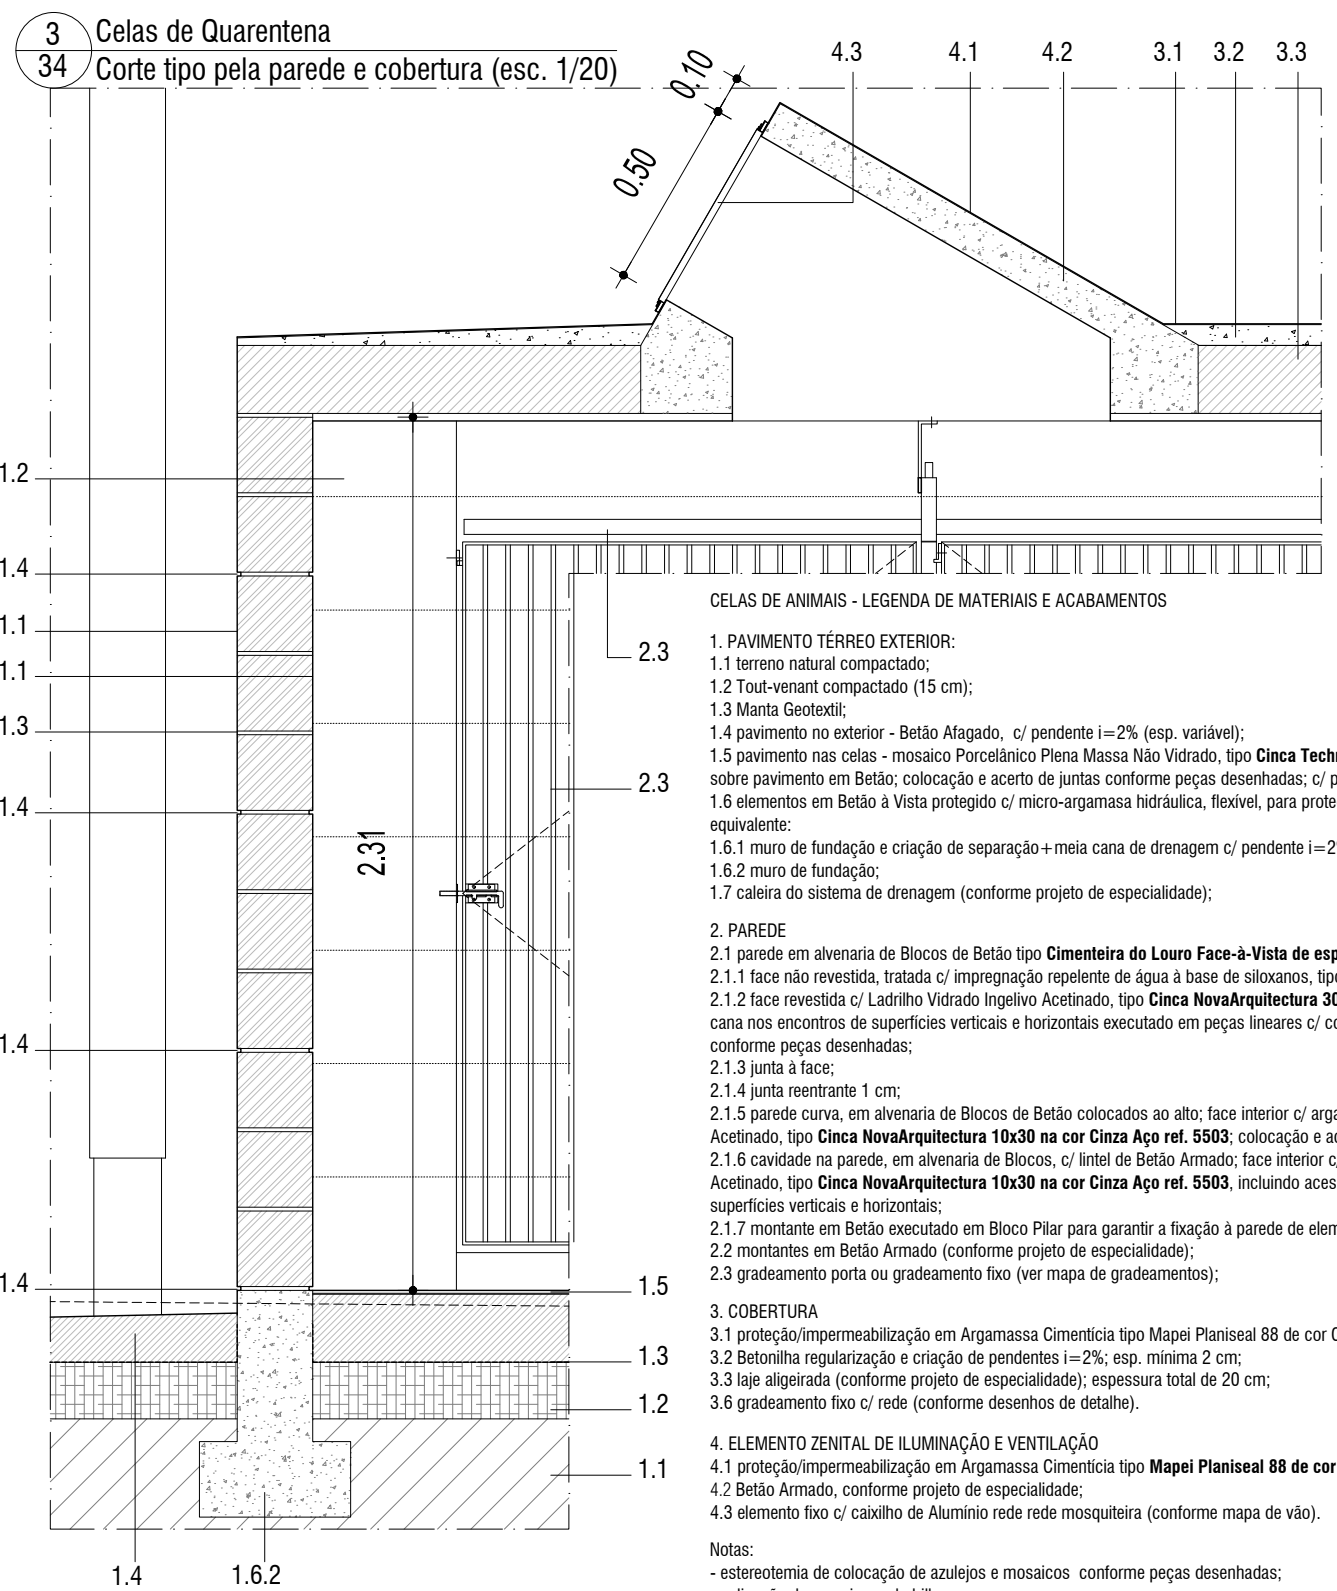 3
34
Celas de Quarentena
Corte tipo pela parede e cobertura (esc. 1/20)
0.10
0.50
4.3
4.1
4.2
3.1
3.2
3.3
1.2
1.4
1.1
1.1
1.3
1.4
1.4
1.4
2.31
2.3
2.3
1.5
1.3
1.2
1.1
1.4
1.6.2
CELAS DE ANIMAIS - LEGENDA DE MATERIAIS E ACABAMENTOS
1. PAVIMENTO TÉRREO EXTERIOR:
1.1 terreno natural compactado;
1.2 Tout-venant compactado (15 cm);
1.3 Manta Geotextil;
1.4 pavimento no exterior - Betão Afagado, c/ pendente i=2% (esp. variável);
1.5 pavimento nas celas - mosaico Porcelânico Plena Massa Não Vidrado, tipo Cinca Tech
sobre pavimento em Betão; colocação e acerto de juntas conforme peças desenhadas; c/ p
1.6 elementos em Betão à Vista protegido c/ micro-argamasa hidráulica, flexível, para prote
equivalente:
1.6.1 muro de fundação e criação de separação+meia cana de drenagem c/ pendente i=2
1.6.2 muro de fundação;
1.7 caleira do sistema de drenagem (conforme projeto de especialidade);
2. PAREDE
2.1 parede em alvenaria de Blocos de Betão tipo Cimenteira do Louro Face-à-Vista de esp
2.1.1 face não revestida, tratada c/ impregnação repelente de água à base de siloxanos, tipo
2.1.2 face revestida c/ Ladrilho Vidrado Ingelivo Acetinado, tipo Cinca NovaArquitectura 30
cana nos encontros de superfícies verticais e horizontais executado em peças lineares c/ co
conforme peças desenhadas;
2.1.3 junta à face;
2.1.4 junta reentrante 1 cm;
2.1.5 parede curva, em alvenaria de Blocos de Betão colocados ao alto; face interior c/ arga
Acetinado, tipo Cinca NovaArquitectura 10x30 na cor Cinza Aço ref. 5503; colocação e a
2.1.6 cavidade na parede, em alvenaria de Blocos, c/ lintel de Betão Armado; face interior c
Acetinado, tipo Cinca NovaArquitectura 10x30 na cor Cinza Aço ref. 5503, incluindo aces
superfícies verticais e horizontais;
2.1.7 montante em Betão executado em Bloco Pilar para garantir a fixação à parede de elem
2.2 montantes em Betão Armado (conforme projeto de especialidade);
2.3 gradeamento porta ou gradeamento fixo (ver mapa de gradeamentos);
3. COBERTURA
3.1 proteção/impermeabilização em Argamassa Cimentícia tipo Mapei Planiseal 88 de cor C
3.2 Betonilha regularização e criação de pendentes i=2%; esp. mínima 2 cm;
3.3 laje aligeirada (conforme projeto de especialidade); espessura total de 20 cm;
3.6 gradeamento fixo c/ rede (conforme desenhos de detalhe).
4. ELEMENTO ZENITAL DE ILUMINAÇÃO E VENTILAÇÃO
4.1 proteção/impermeabilização em Argamassa Cimentícia tipo Mapei Planiseal 88 de cor
4.2 Betão Armado, conforme projeto de especialidade;
4.3 elemento fixo c/ caixilho de Alumínio rede rede mosquiteira (conforme mapa de vão).
Notas:
- estereotemia de colocação de azulejos e mosaicos conforme peças desenhadas;